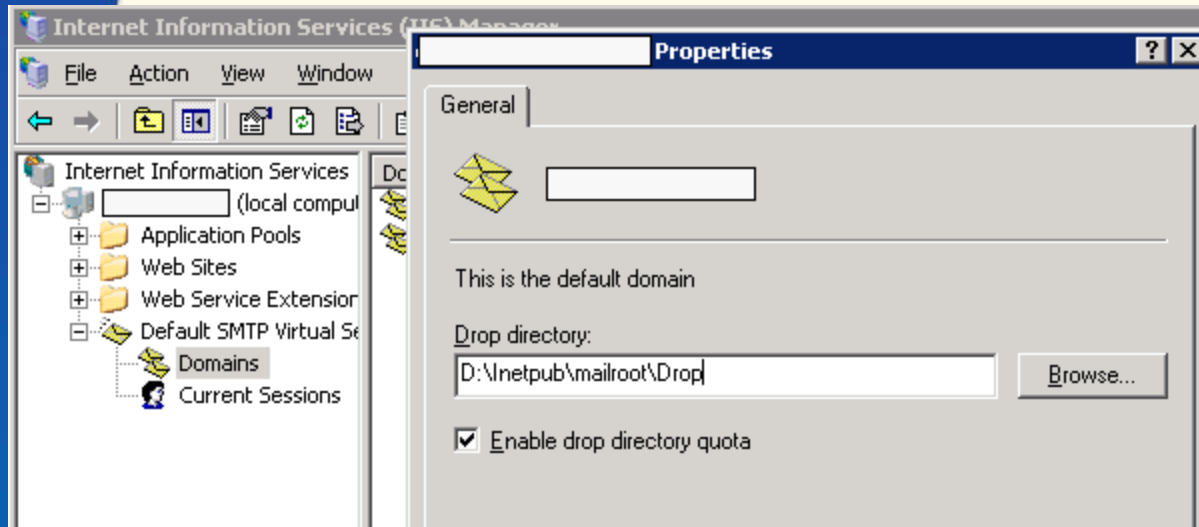 Internet Information Services (IIS) Manager
File Action View Window
Properties
General
Internet Information Services
(local comput
Application Pools
Web Sites
Web Service Extension
Default SMTP Virtual Se
Domains
Current Sessions
Do
This is the default domain
Drop directory:
D:\Inetpub\mailroot\Drop
Browse...
Enable drop directory quota